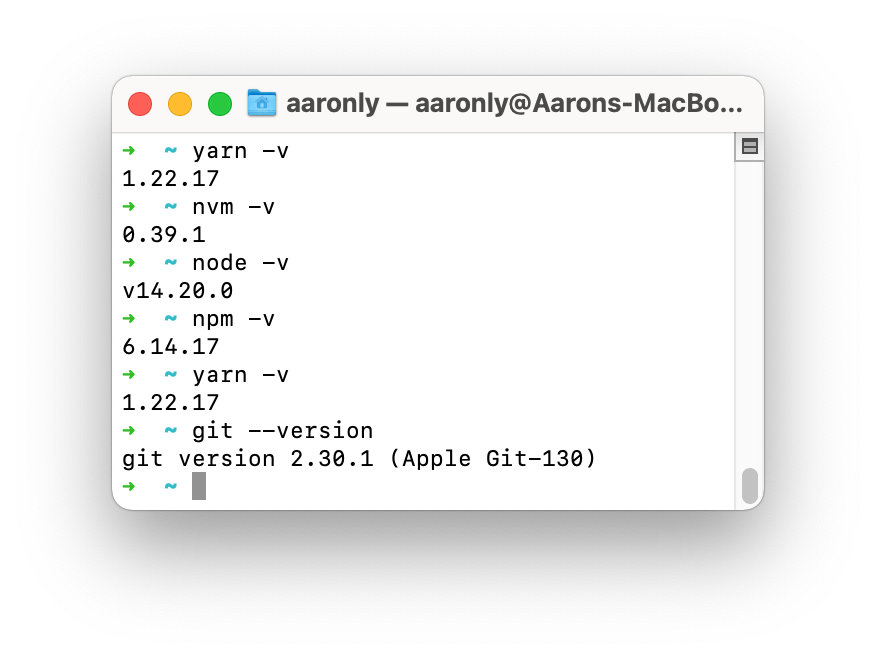 aaronly — aaronly@Aarons-MacBo...
➜ ~ yarn -v
1.22.17
➜ ~ nvm -v
0.39.1
➜ ~ node -v
v14.20.0
➜ ~ npm -v
6.14.17
➜ ~ yarn -v
1.22.17
➜ ~ git --version
git version 2.30.1 (Apple Git-130)
➜ ~